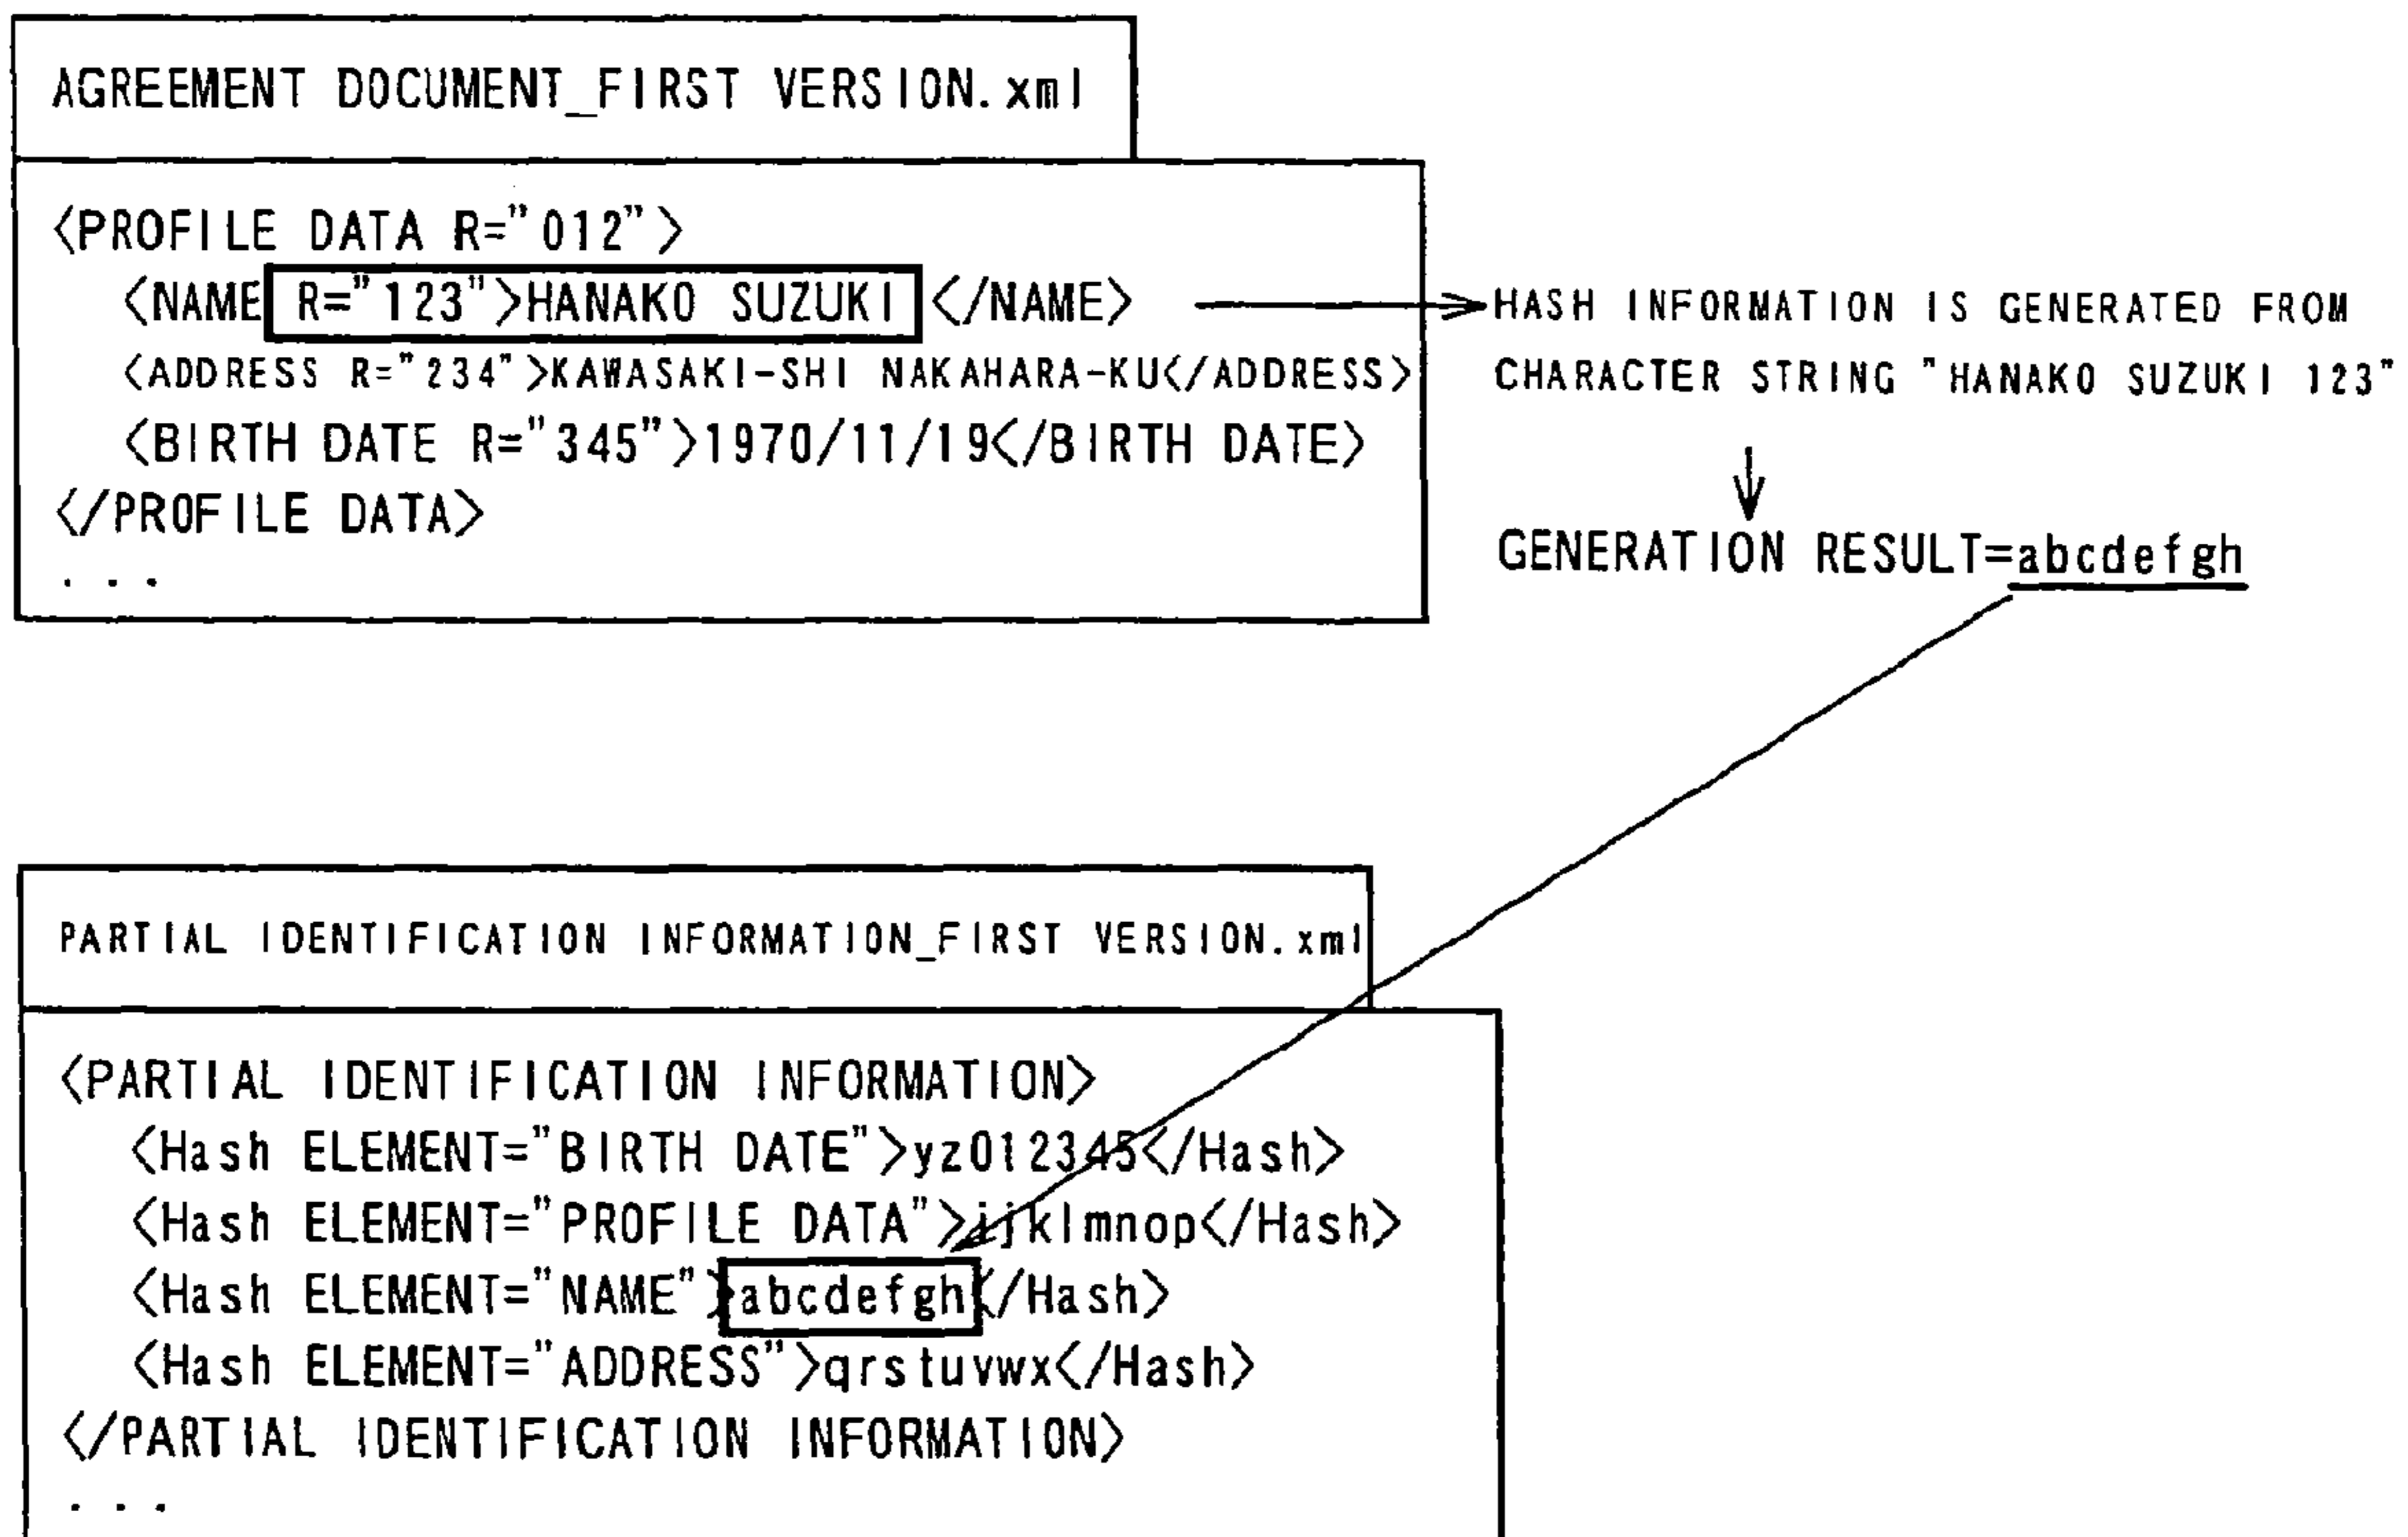 AGREEMENT DOCUMENT_FIRST VERSION.xml
<PROFILE DATA R="012">
<NAME R="123">HANAKO SUZUKI </NAME>
<ADDRESS R="234">KAWASAKI-SHI NAKAHARA-KU</ADDRESS>
<BIRTH DATE R="345">1970/11/19</BIRTH DATE>
</PROFILE DATA>
...
HASH INFORMATION IS GENERATED FROM
CHARACTER STRING "HANAKO SUZUKI 123"
GENERATION RESULT=abcdefgh
PARTIAL IDENTIFICATION INFORMATION_FIRST VERSION.xml
<PARTIAL IDENTIFICATION INFORMATION>
<Hash ELEMENT="BIRTH DATE">yz012345</Hash>
<Hash ELEMENT="PROFILE DATA">ijklmnop</Hash>
<Hash ELEMENT="NAME">abcdefgh</Hash>
<Hash ELEMENT="ADDRESS">qrstuvwx</Hash>
</PARTIAL IDENTIFICATION INFORMATION>
...